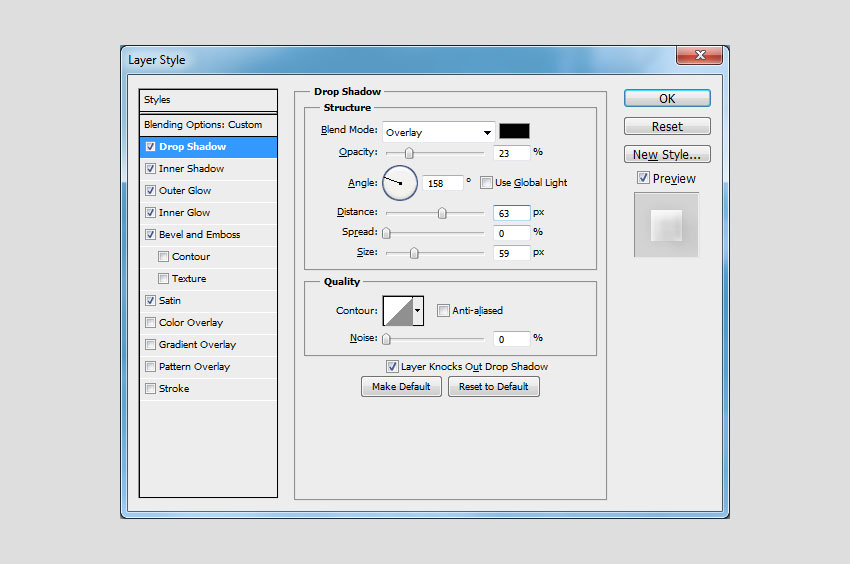 Layer Style
Styles
Blending Options: Custom
Drop Shadow
Inner Shadow
Outer Glow
Inner Glow
Bevel and Emboss
Contour
Texture
Satin
Color Overlay
Gradient Overlay
Pattern Overlay
Stroke
Drop Shadow
Structure
Blend Mode: Overlay
Opacity: 23 %
Angle: 158 ° Use Global Light
Distance: 63 px
Spread: 0 %
Size: 59 px
Quality
Contour: Anti-aliased
Noise: 0 %
Layer Knocks Out Drop Shadow
Make Default Reset to Default
OK
Reset
New Style...
Preview